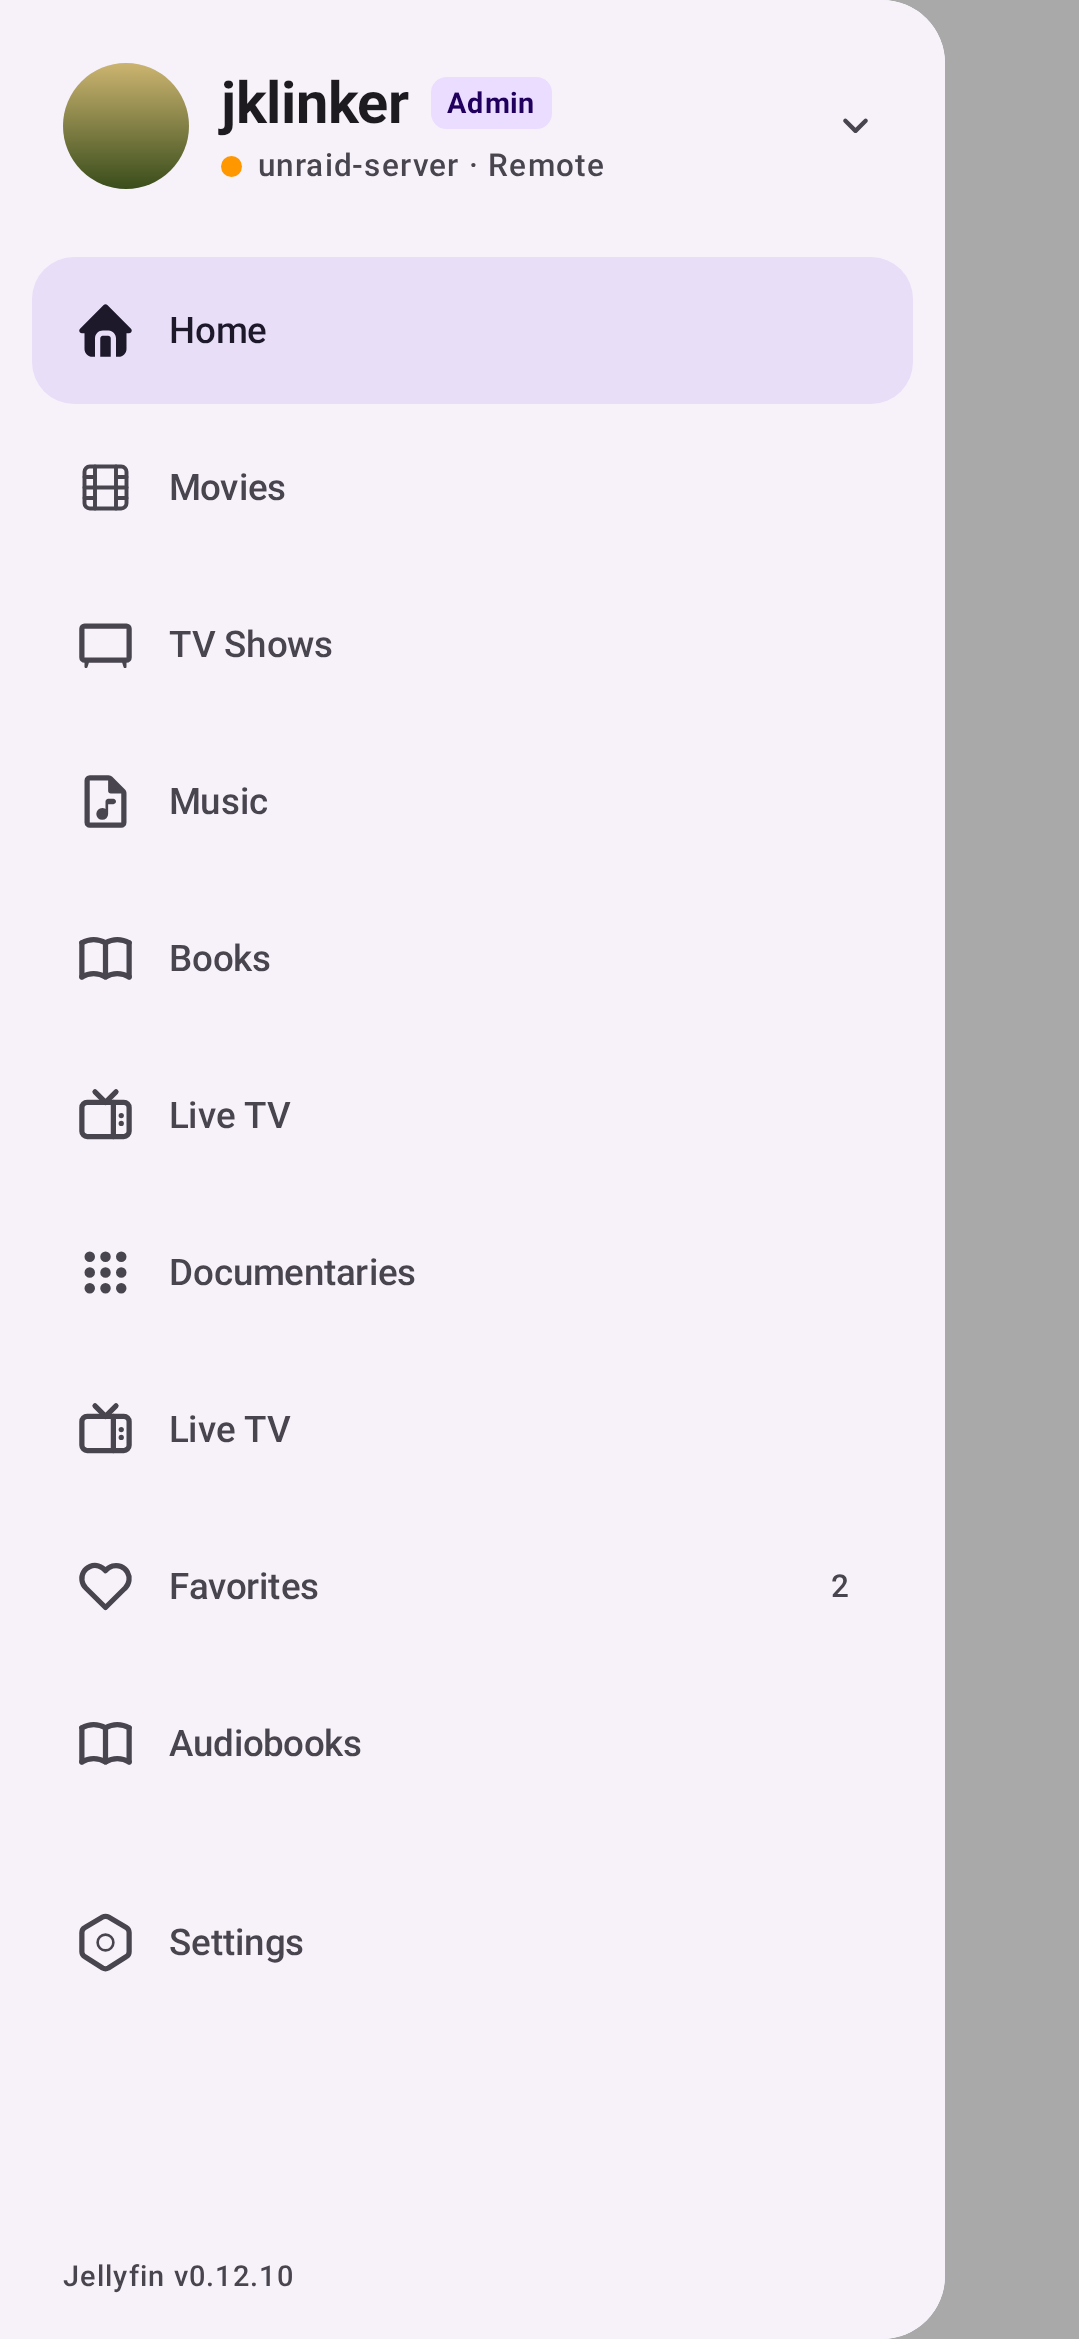 jklinker Admin
unraid-server · Remote
Home
Movies
TV Shows
Music
Books
Live TV
Documentaries
Live TV
Favorites 2
Audiobooks
Settings
Jellyfin v0.12.10